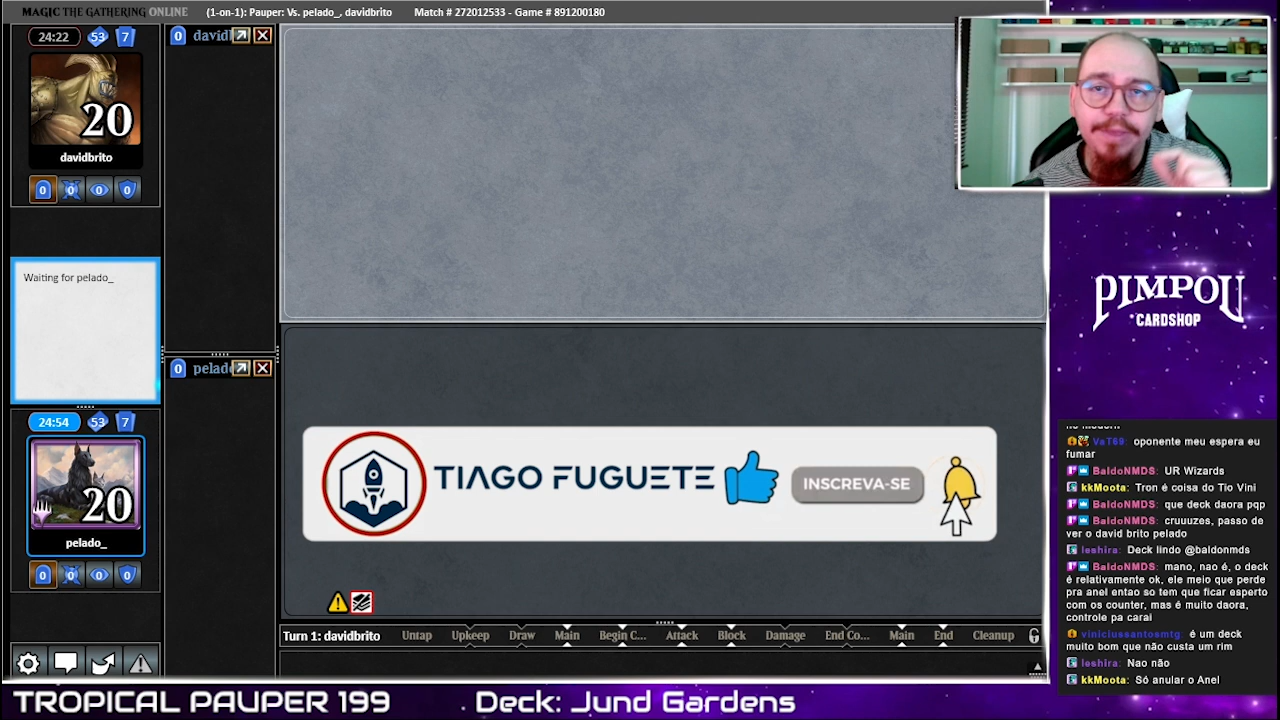 MAGIC THE GATHERING ONLINE (1-on-1): Pauper: Vs. pelado_, davidbrito Match # 272012533 - Game # 891200180
24:22 53 7
20
davidbrito
0 0 0 0
Waiting for pelado_
24:54 53 7
20
pelado_
0 0 0 0
0
0
TIAGO FUGUETE INSCREVA-SE
Turn 1: davidbrito Untap Upkeep Draw Main Begin C... Attack Block Damage End Co... Main End Cleanup
PIMPOU
CARDSHOP
VaT69: oponente meu espera eu
fumar
BaldoNMDS: UR Wizards
kkMoota: Tron é coisa do Tio Vini
BaldoNMDS: que deck daora pqp
BaldoNMDS: cruuuzes, passo de
ver o david brito pelado
leshira: Deck lindo @baldonmds
BaldoNMDS: mano, nao é, o deck
é relativamente ok, ele meio que perde
pra anel entao so tem que ficar esperto
com os counter, mas é muito daora,
controle pa carai
viniciussantosmtg: é um deck
muito bom que não custa um rim
leshira: Nao não
kkMoota: Só anular o Anel
TROPICAL PAUPER 199 . Deck: Jund Gardens